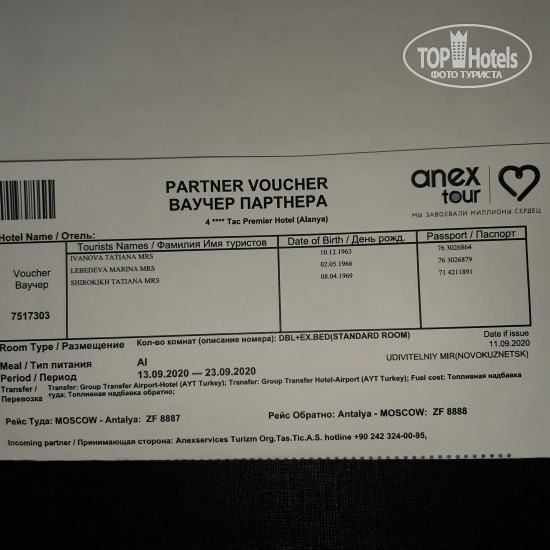 TOP Hotels
ФОТО ТУРИСТА
PARTNER VOUCHER
ВАУЧЕР ПАРТНЕРА
4 **** Tac Premier Hotel (Alanya)
anex
tour
МЫ ЗАВОЕВАЛИ МИЛЛИОНЫ СЕРДЕЦ
Hotel Name / Отель:
Voucher
Ваучер
7517303
Tourists Names / Фамилия Имя туристов Date of Birth / День рожд. Passport / Паспорт
IVANOVA TATIANA MRS 10.12.1963 76 3026864
LEBEDEVA MARINA MRS 02.05.1966 76 3026879
SHIROKIKH TATIANA MRS 08.04.1969 71 4211891
Room Type / Размещение Кол-во комнат (описание номера): DBL+EX.BED(STANDARD ROOM) Date if issue
11.09.2020
Meal / Тип питания AI UDIVITELNIY MIR(NOVOKUZNETSK)
Period / Период 13.09.2020 --- 23.09.2020
Transfer / Перевозка Transfer: Group Transfer Airport-Hotel (AYT Turkey); Transfer: Group Transfer Hotel-Airport (AYT Turkey); Fuel cost: Топливная надбавка
туда; Топливная надбавка обратно;
Рейс Туда: MOSCOW - Antalya: ZF 8887 Рейс Обратно: Antalya - MOSCOW: ZF 8888
Incoming partner / Принимающая сторона: Anexservices Turizm Org.Tas.Tic.A.S. hotline +90 242 324-00-95,